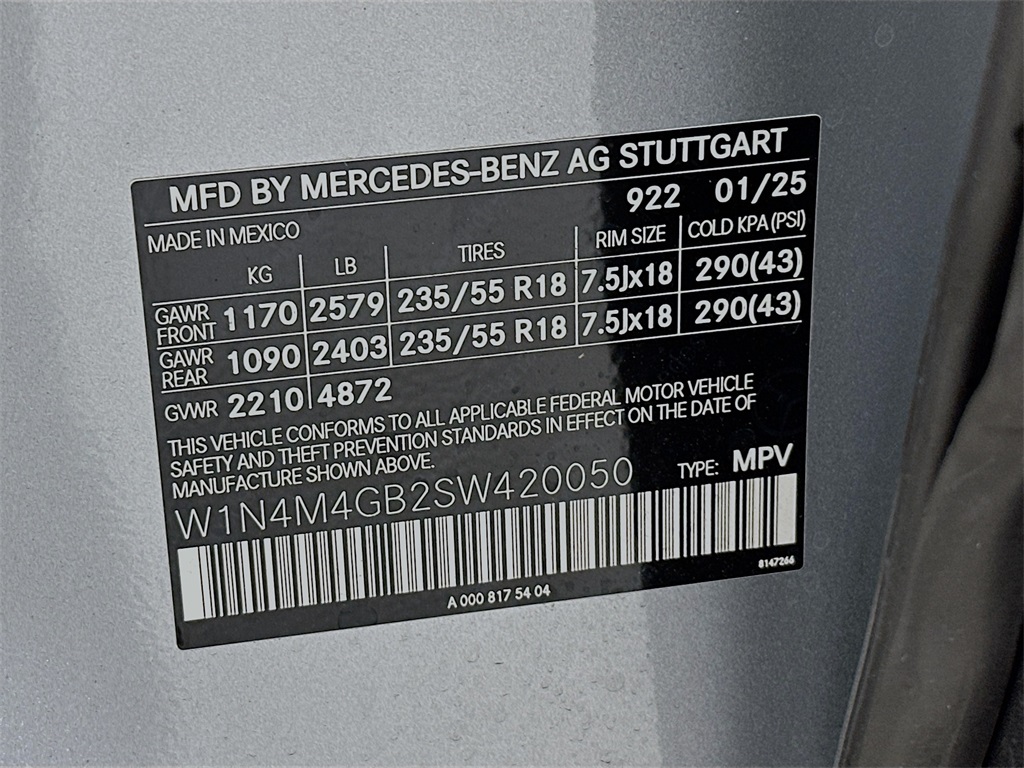 MFD BY MERCEDES-BENZ AG STUTTGART
922 01/25
MADE IN MEXICO
KG LB TIRES RIM SIZE COLD KPA (PSI)
GAWR FRONT 1170 2579 235/55 R18 7.5Jx18 290(43)
GAWR REAR 1090 2403 235/55 R18 7.5Jx18 290(43)
GVWR 2210 4872
THIS VEHICLE CONFORMS TO ALL APPLICABLE FEDERAL MOTOR VEHICLE
SAFETY AND THEFT PREVENTION STANDARDS IN EFFECT ON THE DATE OF
MANUFACTURE SHOWN ABOVE.
W1N4M4GB2SW420050 TYPE: MPV
8147266
A 000 817 54 04